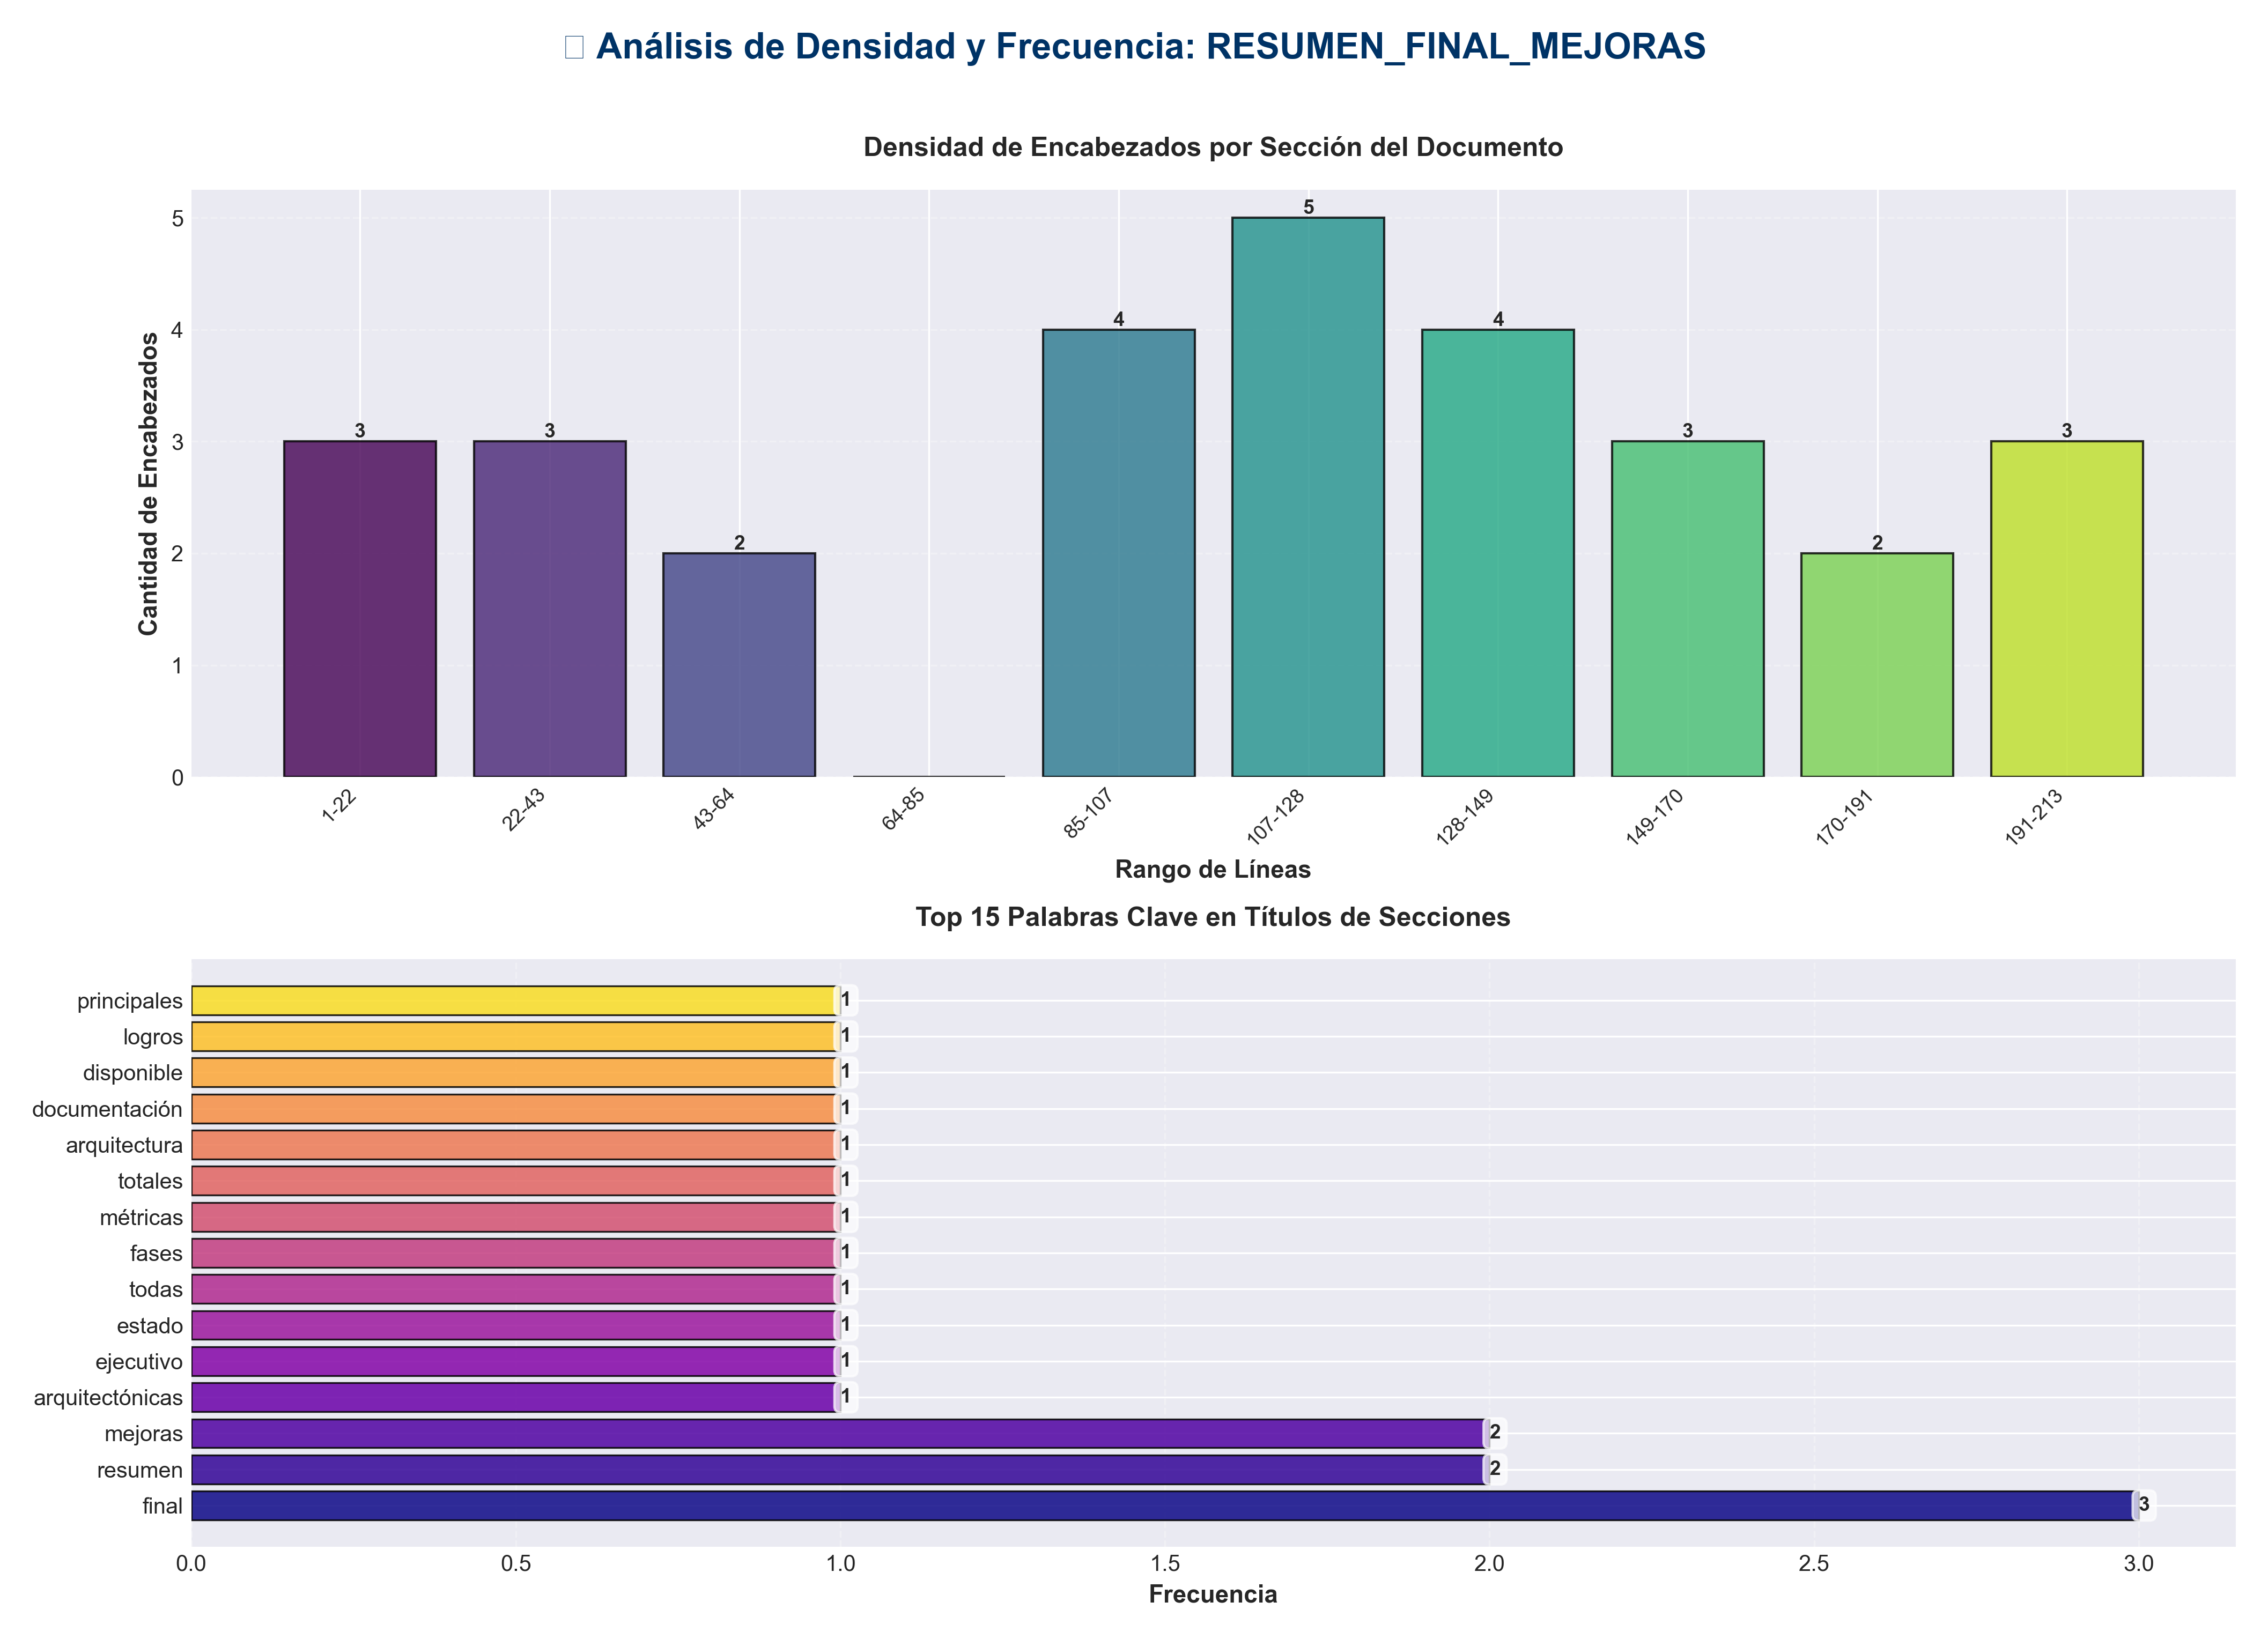 Análisis de Densidad y Frecuencia: RESUMEN_FINAL_MEJORAS
Densidad de Encabezados por Sección del Documento
Cantidad de Encabezados
5
4
3
2
1
0
3
3
2
4
5
4
3
2
3
1-22
22-43
43-64
64-85
85-107
107-128
128-149
149-170
170-191
191-213
Rango de Líneas
Top 15 Palabras Clave en Títulos de Secciones
principales 1
logros 1
disponible 1
documentación 1
arquitectura 1
totales 1
métricas 1
fases 1
todas 1
estado 1
ejecutivo 1
arquitectónicas 1
mejoras 2
resumen 2
final 3
0.0 0.5 1.0 1.5 2.0 2.5 3.0
Frecuencia